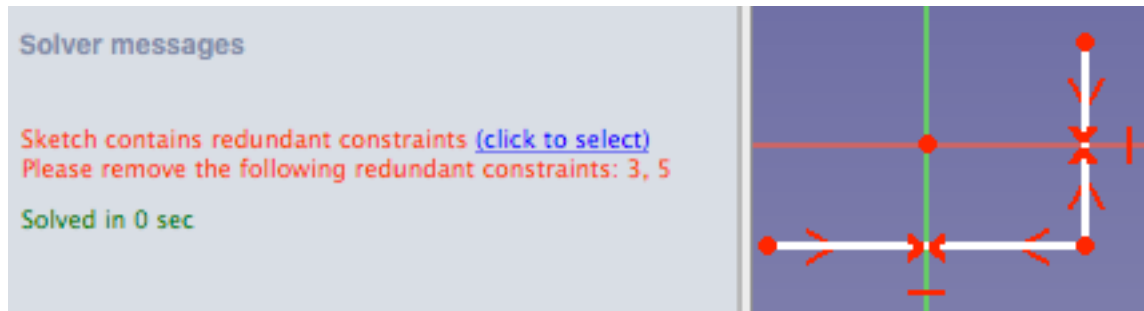 Solver messages
Sketch contains redundant constraints (click to select)
Please remove the following redundant constraints: 3, 5
Solved in 0 sec